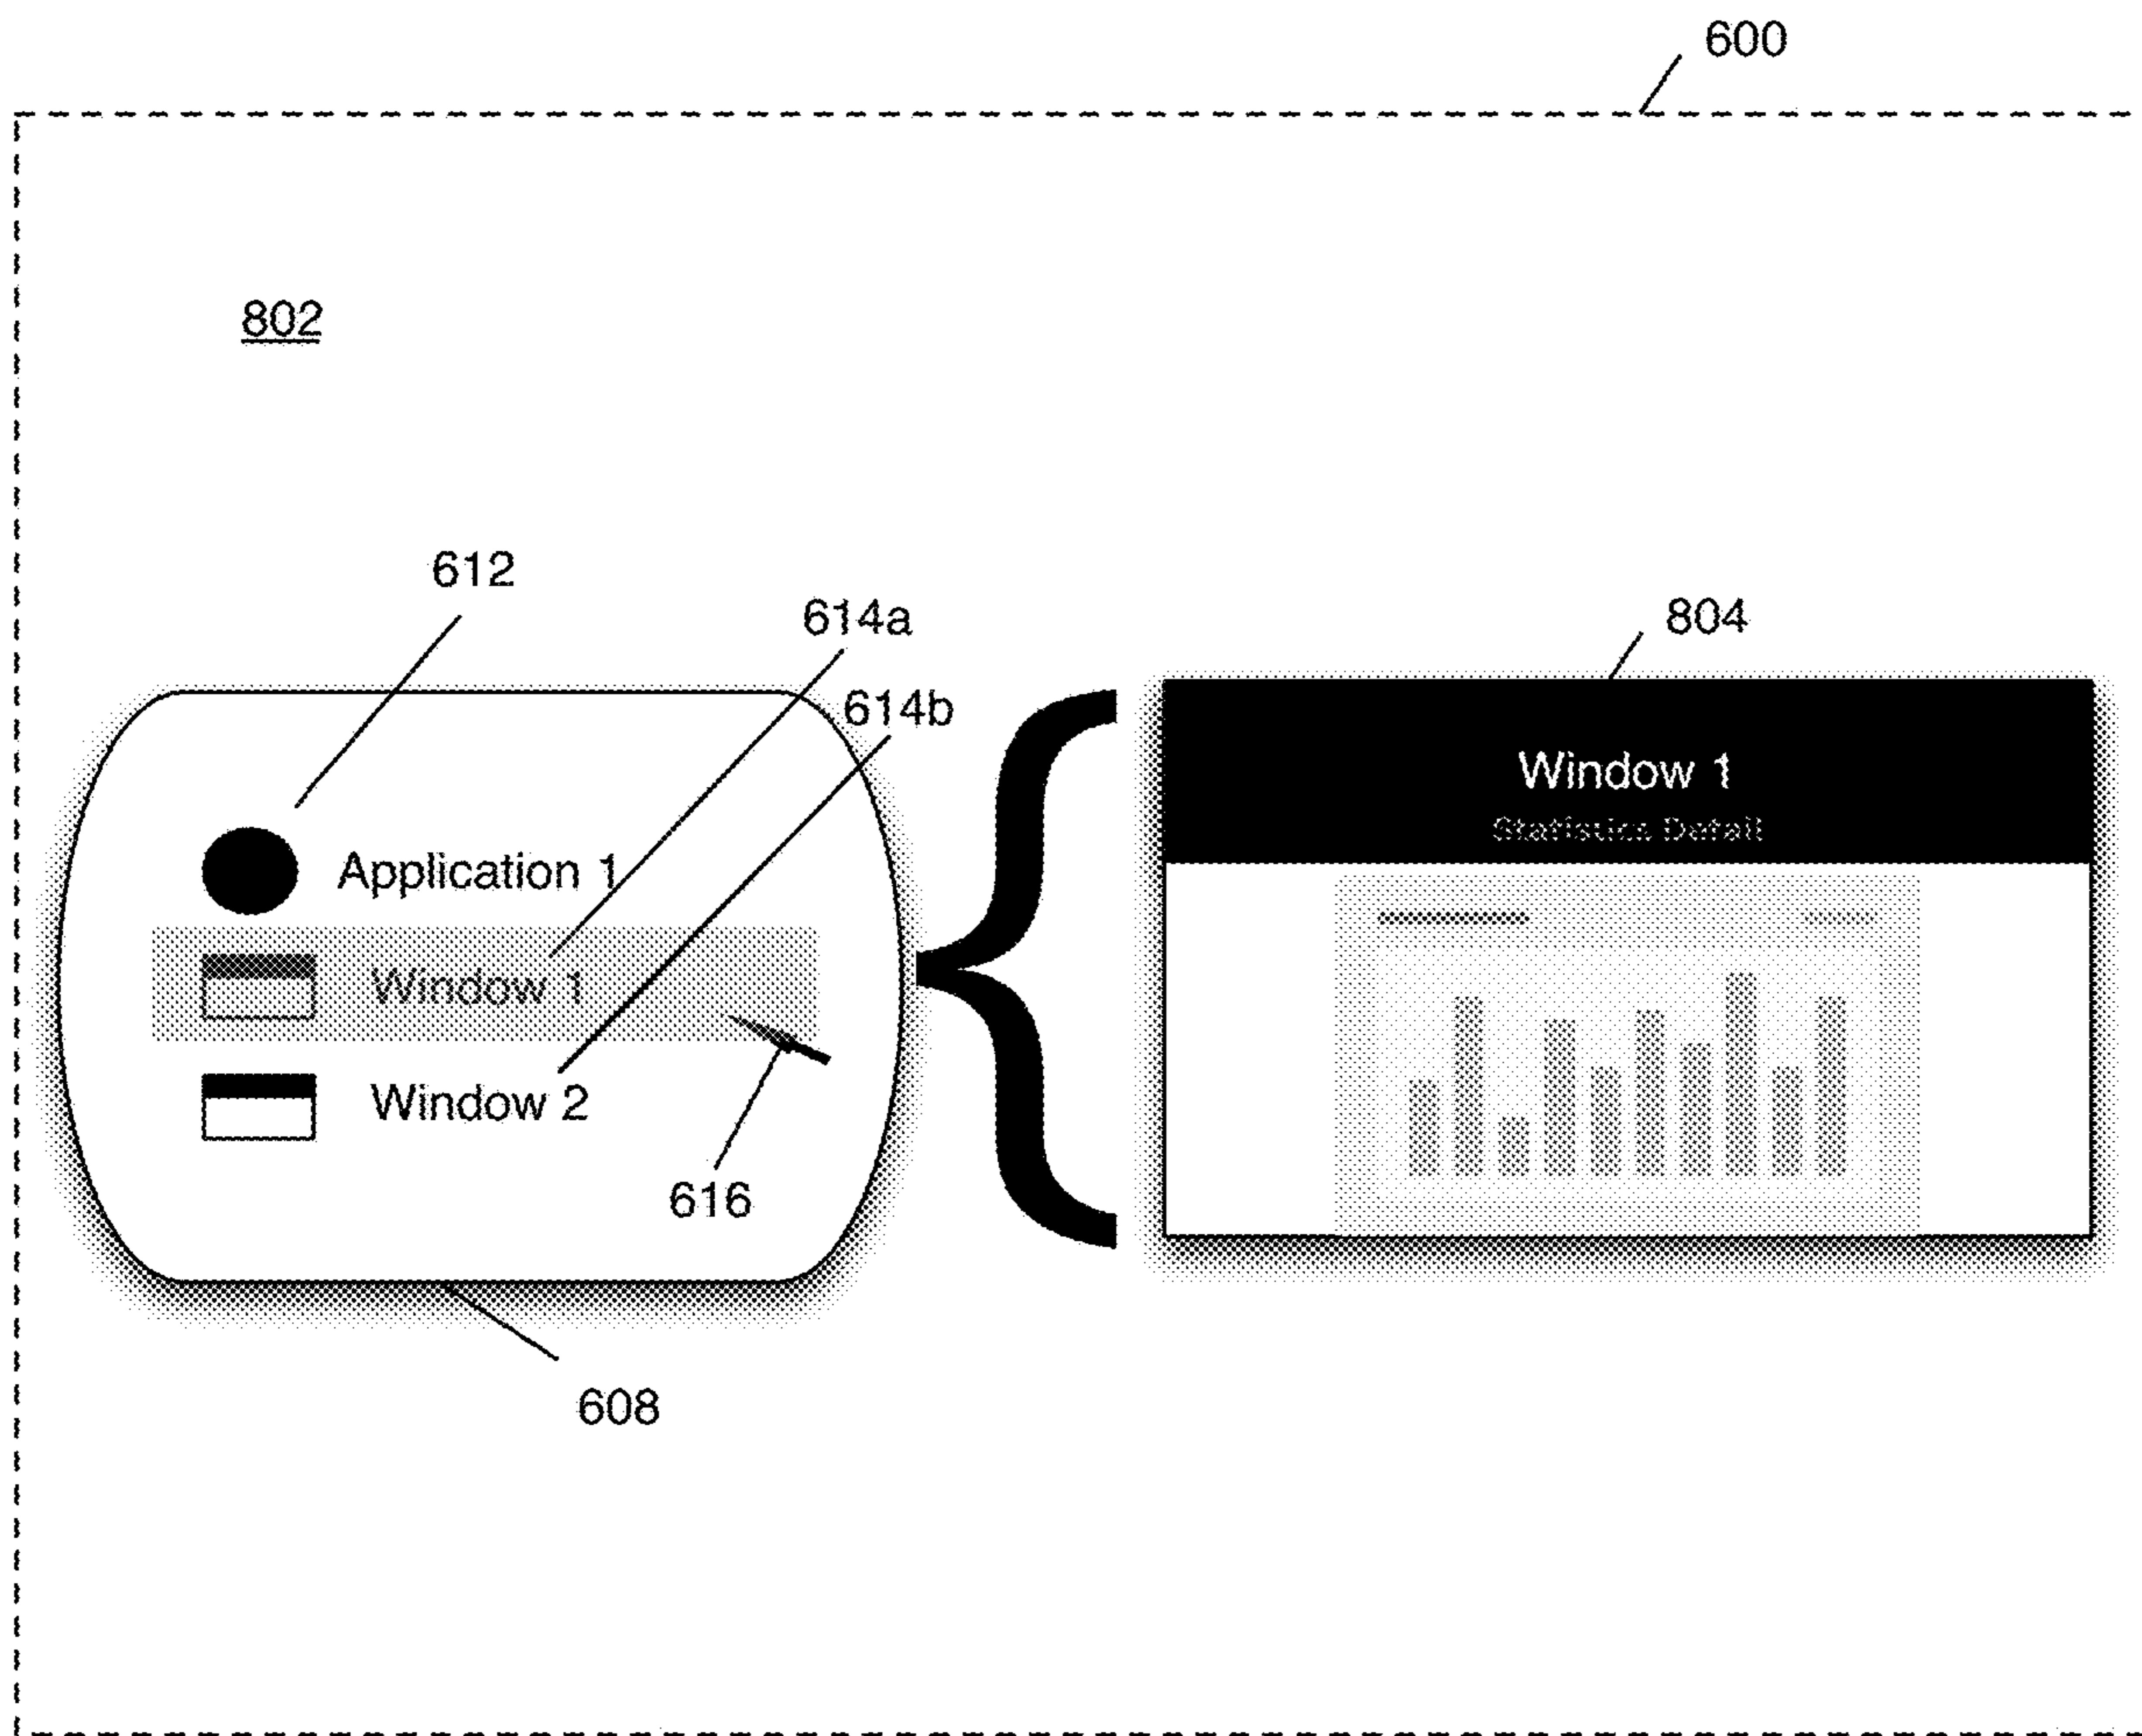 600
802
612
614a
804
614b
Window 1
Statistics Detail
Application 1
Window 1
Window 2
616
608